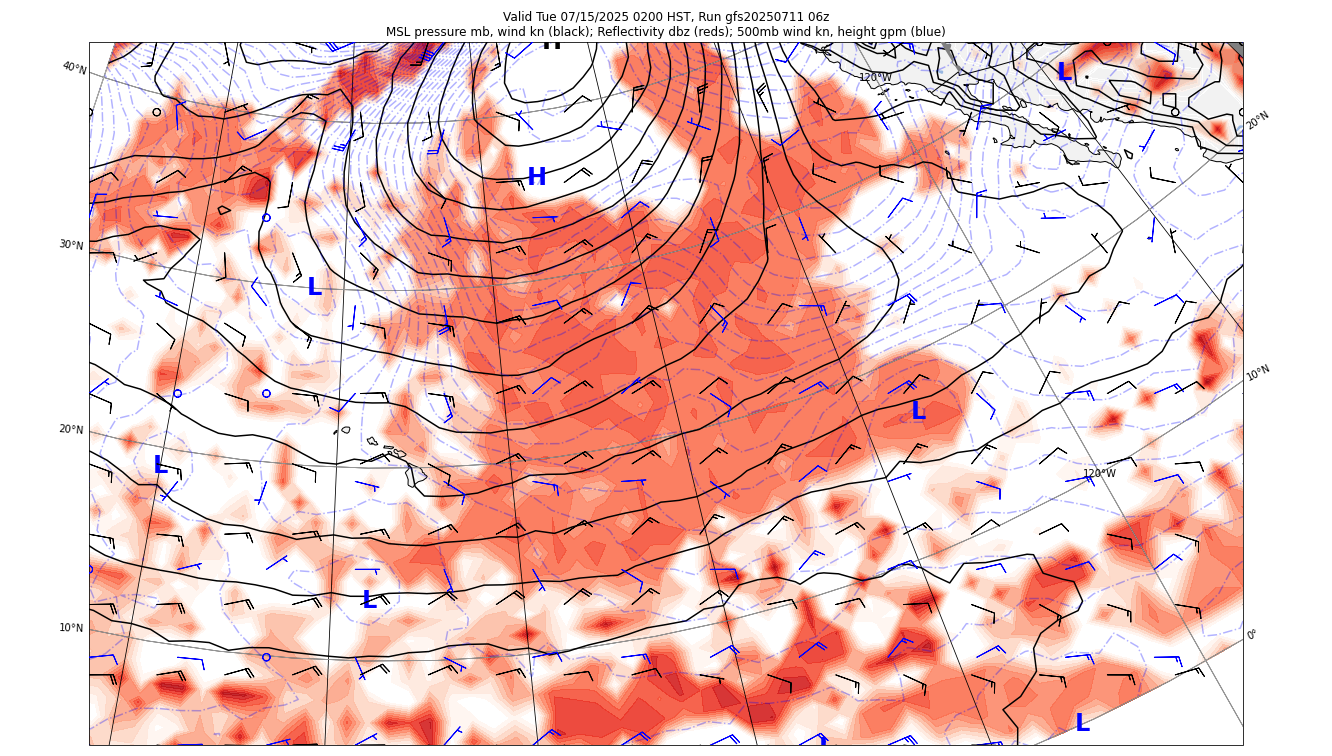 Valid Tue 07/15/2025 0200 HST, Run gfs20250711 06z
MSL pressure mb, wind kn (black); Reflectivity dbz (reds); 500mb wind kn, height gpm (blue)
H
40°N
120°W
L
20°N
H
30°N
L
10°N
L
20°N
L
120°W
L
10°N
0°
L
L